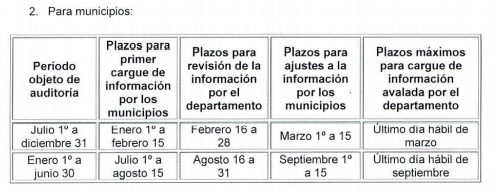 2. Para municipios:
Período objeto de auditoría
Plazos para primer cargue de información por los municipios
Plazos para revisión de la información por el departamento
Plazos para ajustes a la información por los municipios
Plazos máximos para cargue de información avalada por el departamento
Julio 1º a diciembre 31
Enero 1º a febrero 15
Febrero 16 a 28
Marzo 1º a 15
Último día hábil de marzo
Enero 1º a junio 30
Julio 1º a agosto 15
Agosto 16 a 31
Septiembre 1º a 15
Último día hábil de septiembre